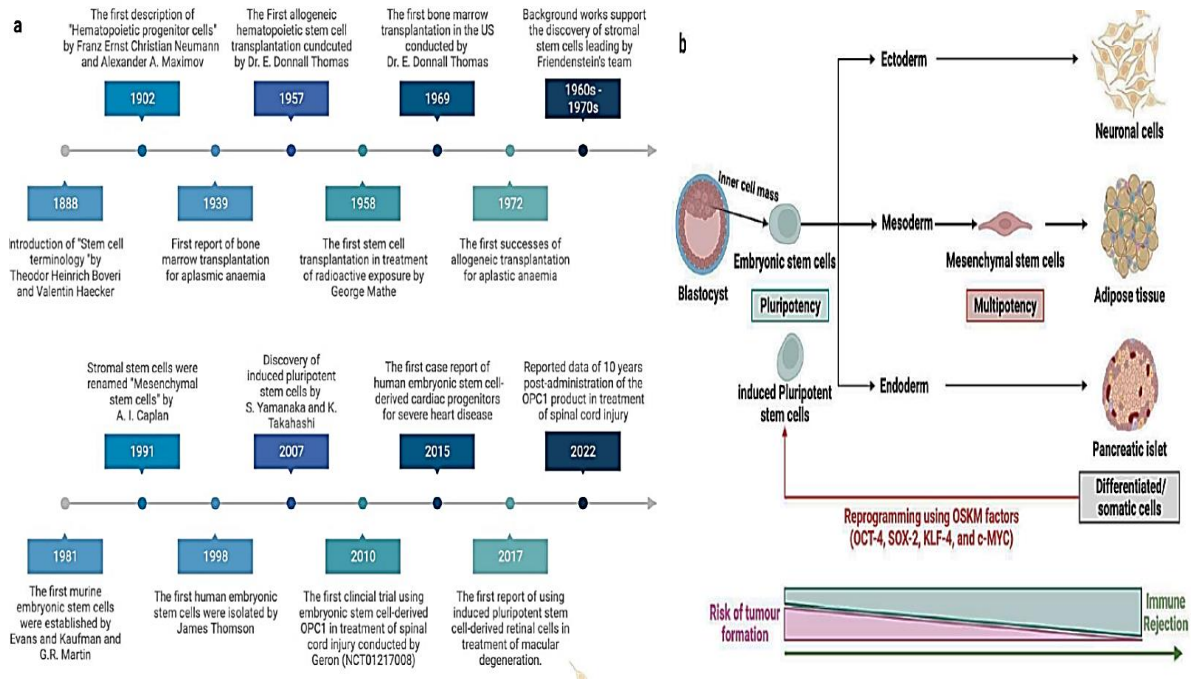 a
The first description of
"Hematopoietic progenitor cells"
by Franz Ernst Christian Neumann
and Alexander A. Maximov
The First allogeneic
hematopoietic stem cell
transplantation cundcuted
by Dr. E. Donnall Thomas
The first bone marrow
transplantation in the US
conducted by
Dr. E. Donnall Thomas
Background works support
the discovery of stromal
stem cells leading by
Friendenstein's team
1902
1957
1969
1960s -
1970s
1888
1939
1958
1972
Introduction of "Stem cell
terminology "by
Theodor Heinrich Boveri
and Valentin Haecker
First report of bone
marrow transplantation
for aplasmic anaemia
The first stem cell
transplantation in treatment
of radioactive exposure by
George Mathe
The first successes of
allogeneic transplantation
for aplastic anaemia
Stromal stem cells were
renamed "Mesenchymal
stem cells" by
A. I. Caplan
Discovery of
induced pluripotent
stem cells by
S. Yamanaka and K.
Takahashi
The first case report of
human embryonic stem cell-
derived cardiac progenitors
for severe heart disease
Reported data of 10 years
post-administration of the
OPC1 product in treatment
of spinal cord injury
1991
2007
2015
2022
1981
1998
2010
2017
The first murine
embryonic stem cells
were established by
Evans and Kaufman and
G.R. Martin
The first human embryonic
stem cells were isolated by
James Thomson
The first clincial trial using
embryonic stem cell-derived
OPC1 in treatment of spinal
cord injury conducted by
Geron (NCT01217008)
The first report of using
induced pluripotent stem
cell-derived retinal cells in
treatment of macular
degeneration.
b
Ectoderm
Neuronal cells
Inner cell mass
Blastocyst
Embryonic stem cells
Mesoderm
Mesenchymal stem cells
Adipose tissue
Pluripotency
Multipotency
induced Pluripotent
stem cells
Endoderm
Pancreatic islet
Differentiated/
somatic cells
Reprogramming using OSKM factors
(OCT-4, SOX-2, KLF-4, and c-MYC)
Risk of tumour
formation
Immune
Rejection